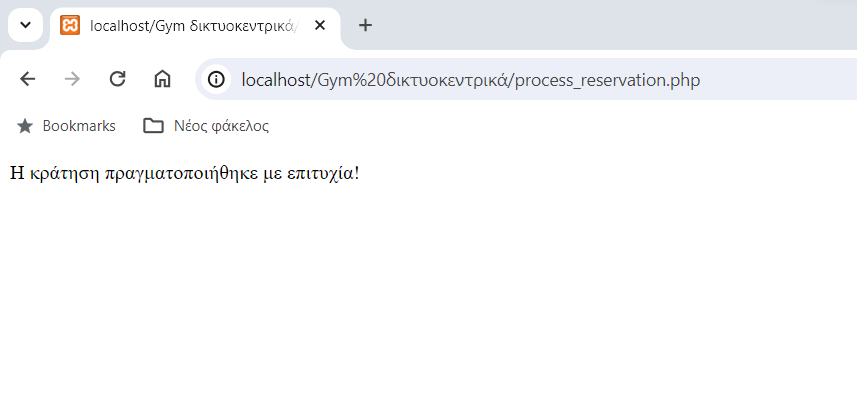 localhost/Gym δικτυοκεντρικά/
localhost/Gym%20δικτυοκεντρικά/process_reservation.php
Bookmarks Νέος φάκελος
Η κράτηση πραγματοποιήθηκε με επιτυχία!